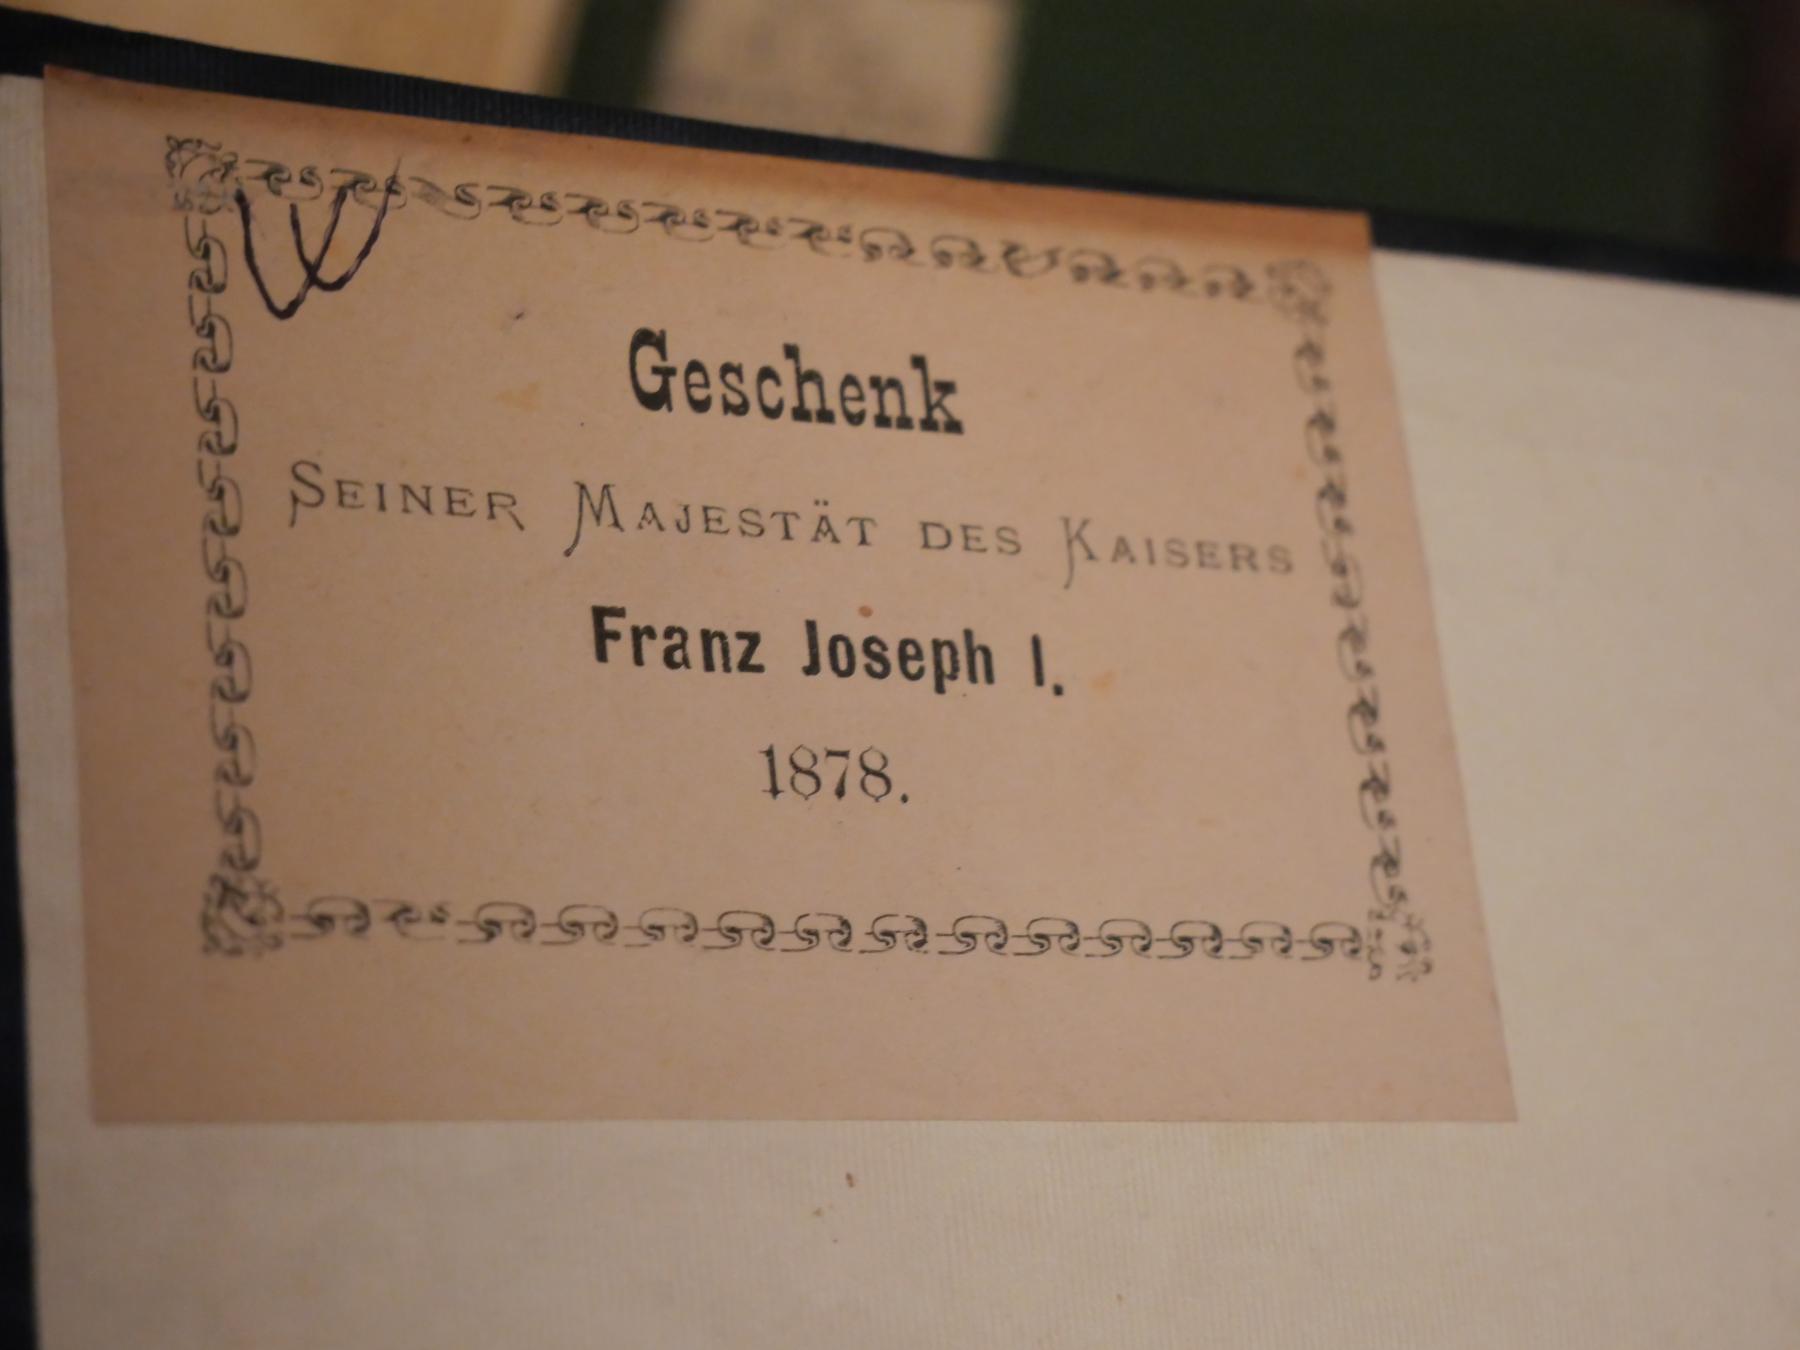 Geschenk
SEINER MAJESTÄT DES KAISERS
Franz Joseph I.
1878.